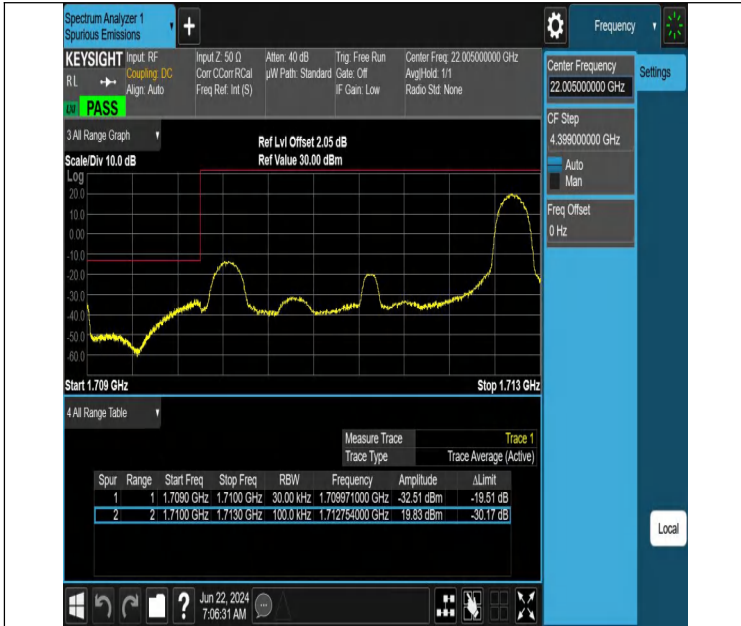 Spectrum Analyzer 1
Spurious Emissions
+
Frequency
KEYSIGHT
RL
Input: RF
Coupling: DC
Align: Auto
Input Z: 50 Ω
Corr CCorr RCal
Freq Ref: Int (S)
Atten: 40 dB
µW Path: Standard
Trig: Free Run
Gate: Off
IF Gain: Low
Center Freq: 22.005000000 GHz
Avg|Hold: 1/1
Radio Std: None
LNI PASS
Center Frequency
22.005000000 GHz
Settings
CF Step
4.399000000 GHz
Auto
Man
Freq Offset
0 Hz
3 All Range Graph
Scale/Div 10.0 dB
Ref Lvl Offset 2.05 dB
Ref Value 30.00 dBm
Log
20.0
10.0
0.00
-10.0
-20.0
-30.0
-40.0
-50.0
-60.0
Start 1.709 GHz
Stop 1.713 GHz
4 All Range Table
Measure Trace Trace 1
Trace Type Trace Average (Active)
Spur Range Start Freq Stop Freq RBW Frequency Amplitude ΔLimit
1 1 1.7090 GHz 1.7100 GHz 30.00 kHz 1.709971000 GHz -32.51 dBm -19.51 dB
2 2 1.7100 GHz 1.7130 GHz 100.0 kHz 1.712754000 GHz 19.83 dBm -30.17 dB
Local
?
Jun 22, 2024
7:06:31 AM